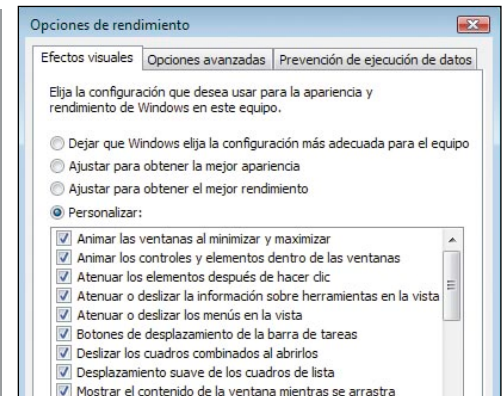 Opciones de rendimiento
Efectos visuales Opciones avanzadas Prevención de ejecución de datos
Elija la configuración que desea usar para la apariencia y
rendimiento de Windows en este equipo.
Dejar que Windows elija la configuración más adecuada para el equipo
Ajustar para obtener la mejor apariencia
Ajustar para obtener el mejor rendimiento
Personalizar:
Animar las ventanas al minimizar y maximizar
Animar los controles y elementos dentro de las ventanas
Atenuar los elementos después de hacer clic
Atenuar o deslizar la información sobre herramientas en la vista
Atenuar o deslizar los menús en la vista
Botones de desplazamiento de la barra de tareas
Deslizar los cuadros combinados al abrirlos
Desplazamiento suave de los cuadros de lista
Mostrar el contenido de la ventana mientras se arrastra